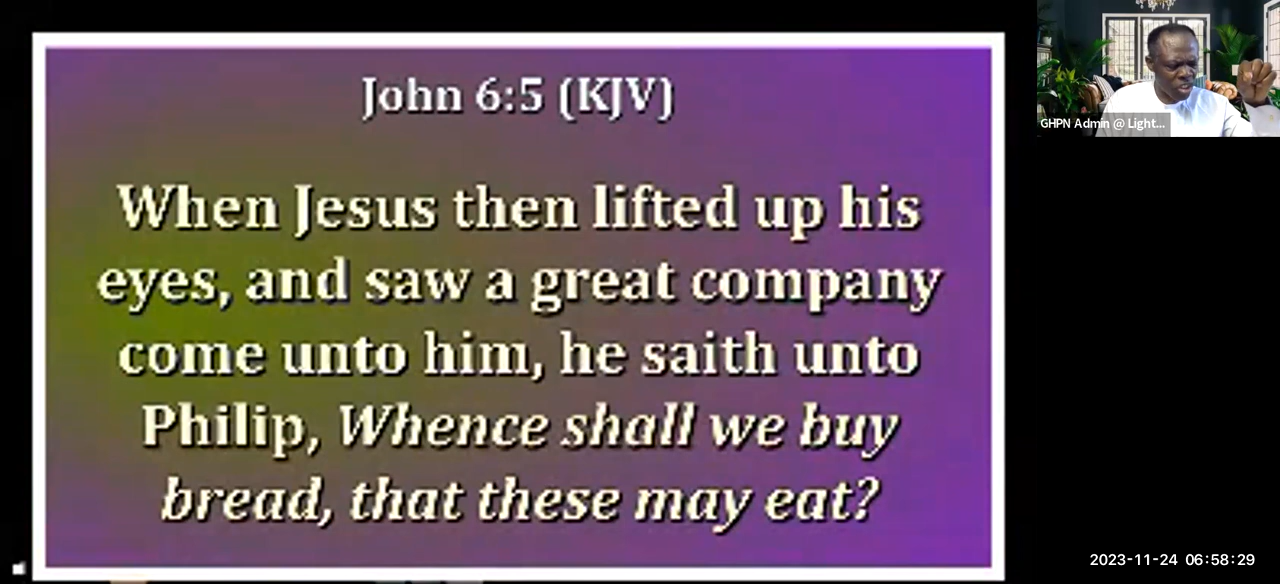 John 6:5 (KJV)
When Jesus then lifted up his
eyes, and saw a great company
come unto him, he saith unto
Philip, Whence shall we buy
bread, that these may eat?
GHPN Admin @ Light...
2023-11-24 06:58:29